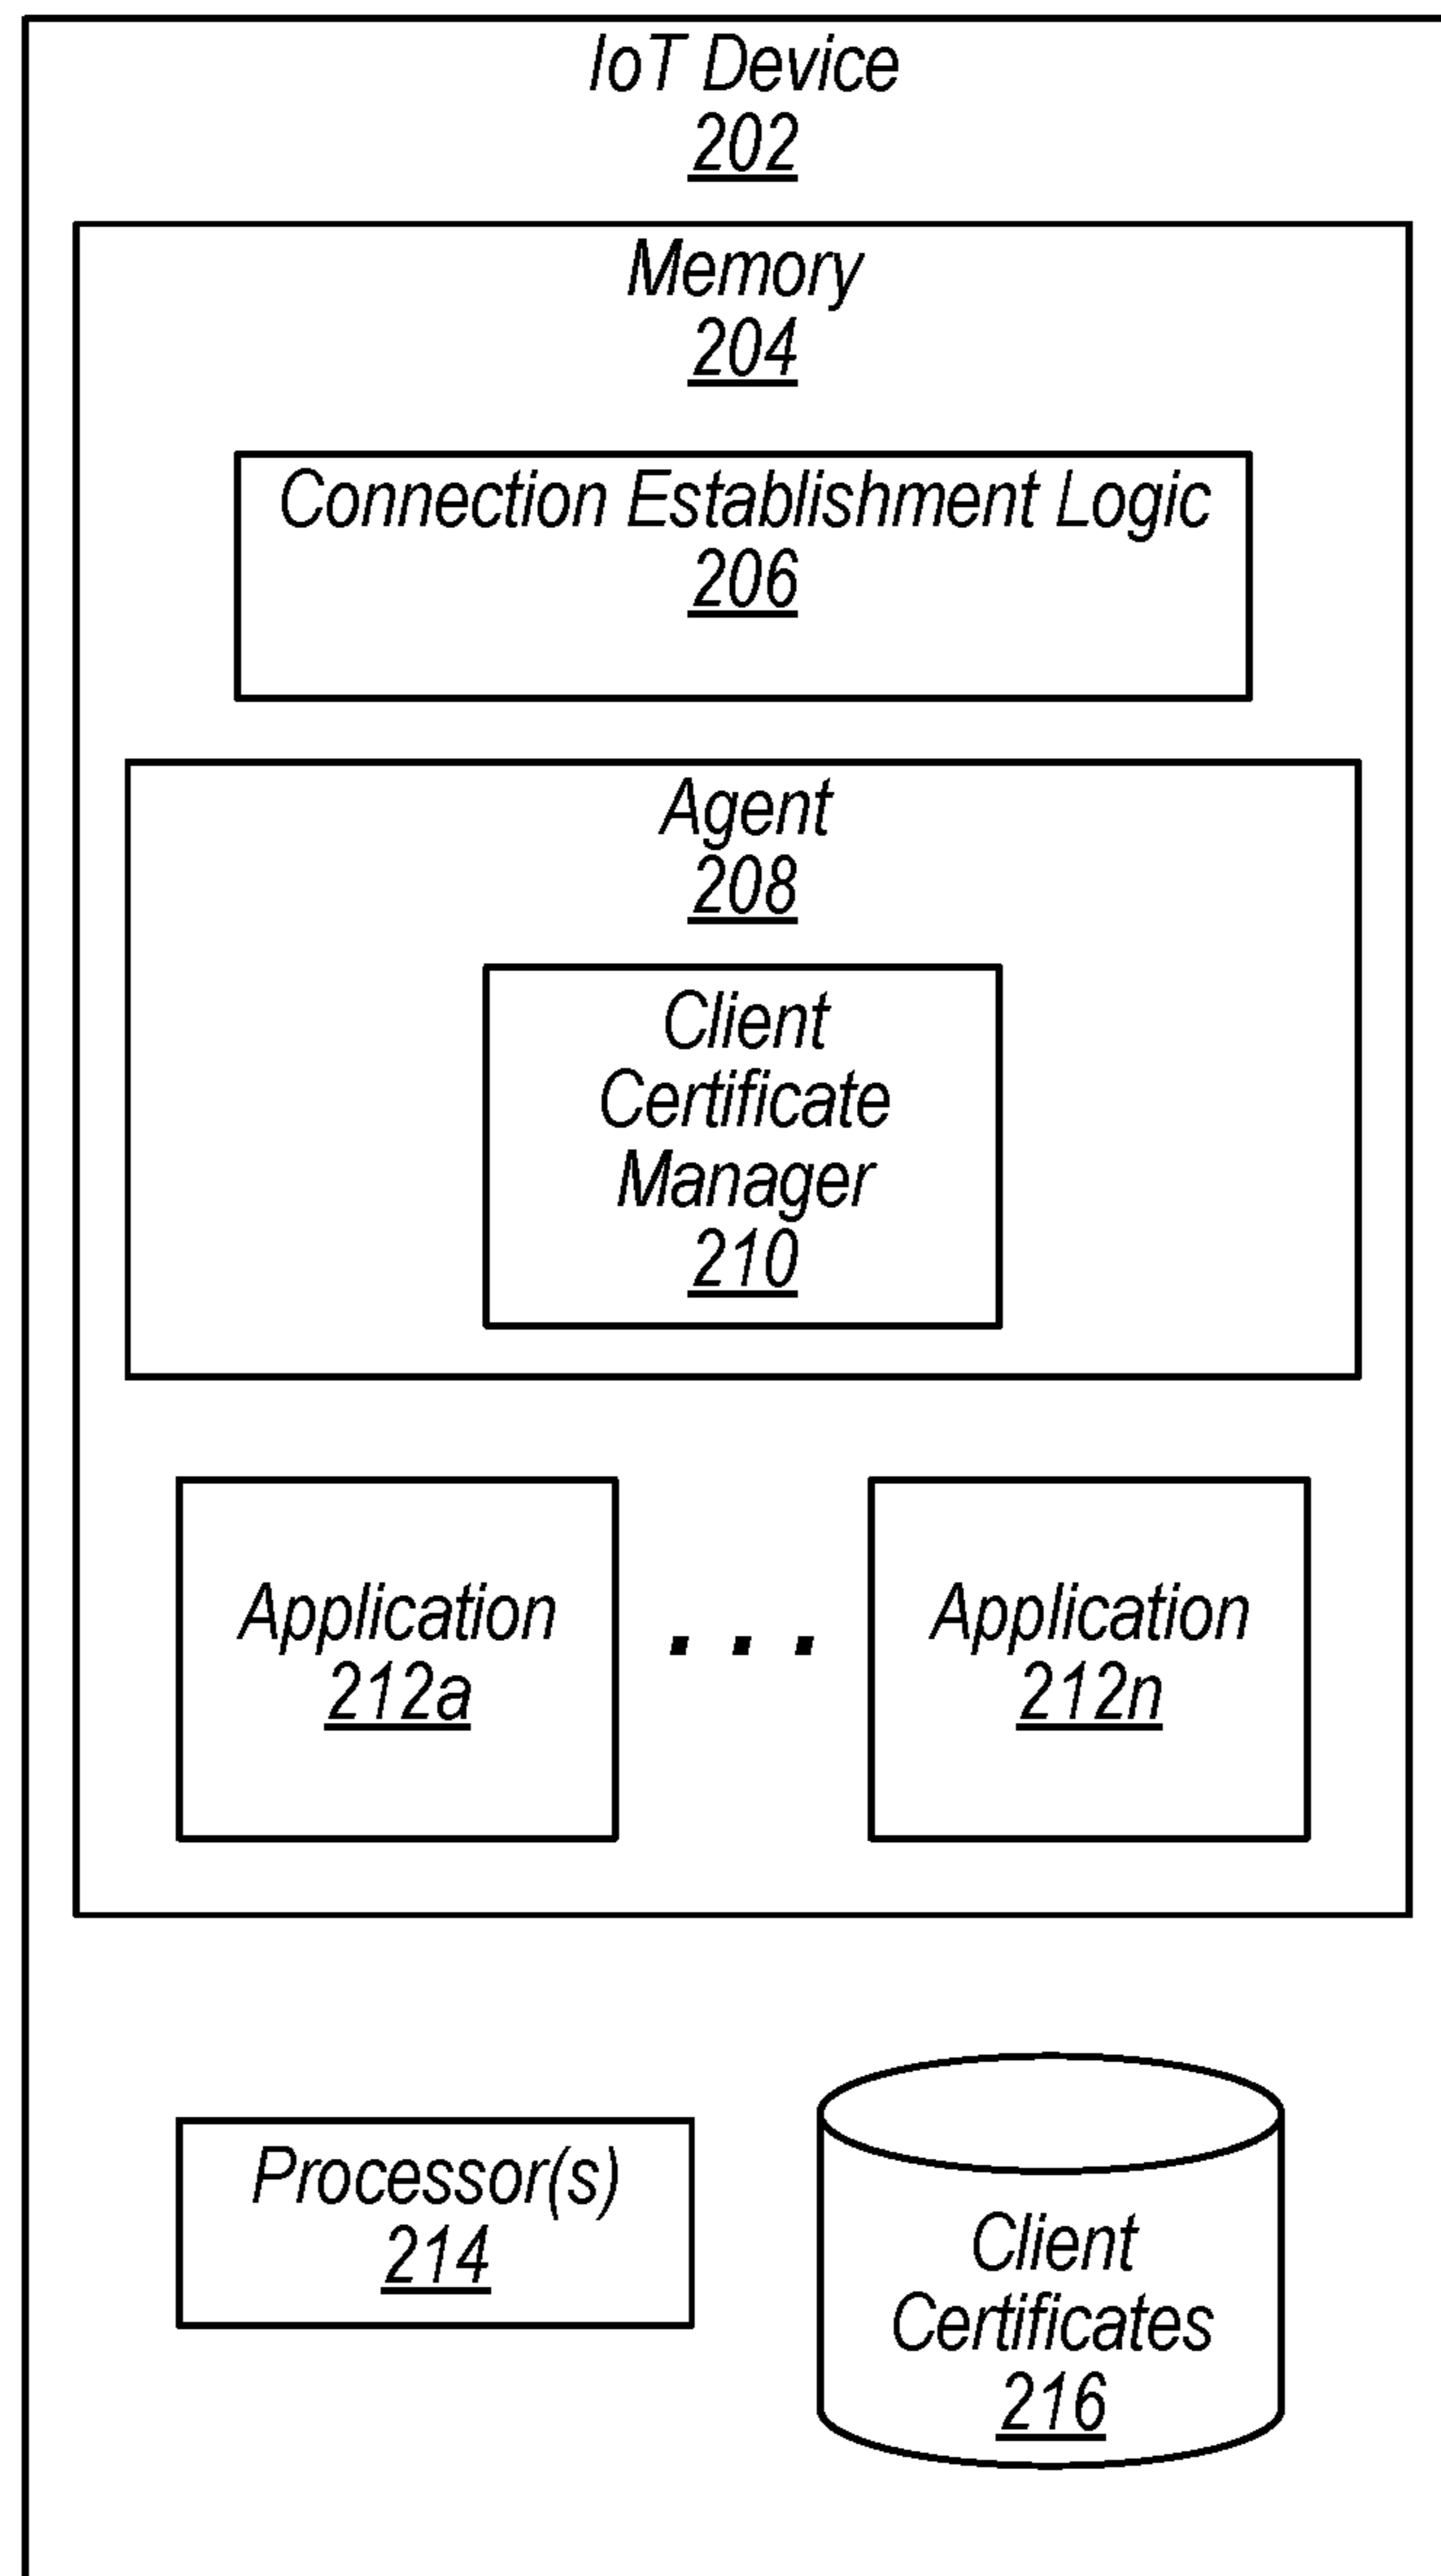 IoT Device
202
Memory
204
Connection Establishment Logic
206
Agent
208
Client
Certificate
Manager
210
Application
212a
. . .
Application
212n
Processor(s)
214
Client
Certificates
216